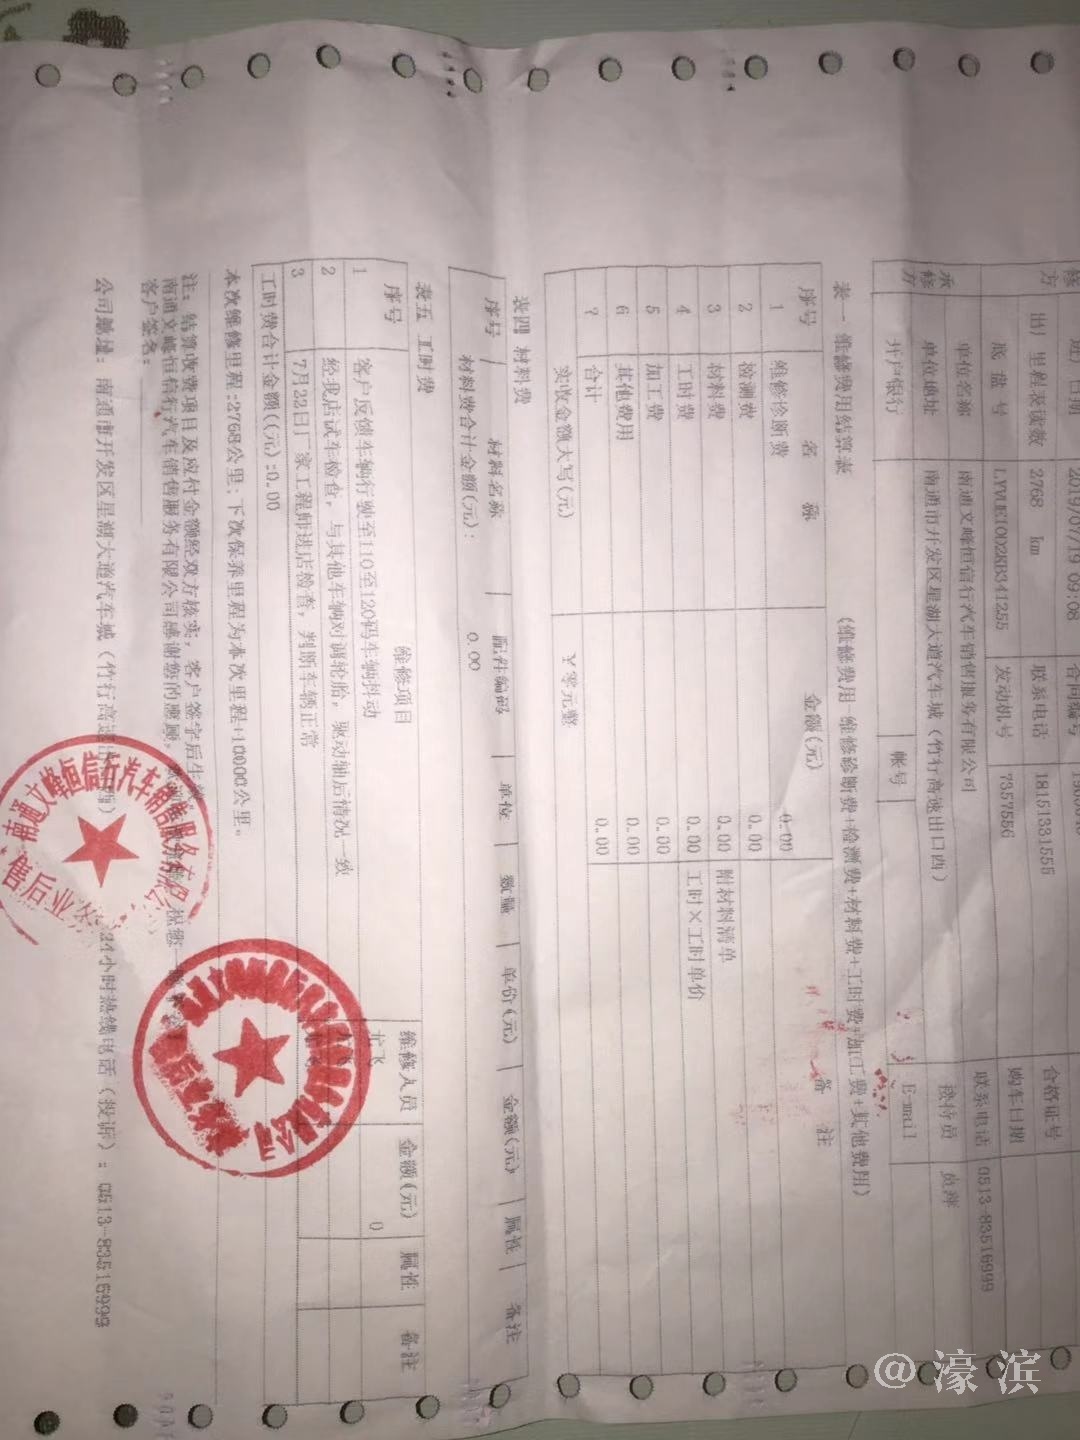 修 进厂日期 2019/07/19 09:08 合同编号
方 出厂里程表读数 2768 km 联系电话 18151331555 合格证号
底盘号 LYVUE10D2KB341255 发动机号 7357556 购车日期
承修方 单位名称 南通文峰恒信行汽车销售服务有限公司 联系电话 0513-83516999
单位地址 南通市开发区星湖大道汽车城(竹行高速出口西) 接待员
开户银行 帐号 E-mail
表一 维修费用结算表 (维修费用=维修诊断费+检测费+材料费+工时费+加工费+其他费用)
序号 名 称 金额(元) 备 注
1 维修诊断费 0.00
2 检测费 0.00
3 材料费 0.00 附材料清单
4 工时费 0.00 工时×工时单价
5 加工费 0.00
6 其他费用 0.00
7 合计 0.00
实收金额大写(元) ¥零元整
表四 材料费
序号 材料名称 配件编码 单位 数量 单价(元) 金额(元) 属性 备注
材料费合计金额(元): 0.00
表五 工时费
序号 维修项目 维修人员 金额(元) 属性 备注
1 客户反馈车辆行驶至110至120码车辆抖动 尤飞 0
2 经我店试车检查,与其他车辆对调轮胎,驱动轴后情况一致
3 7月22日厂家工程师进店检查,判断车辆正常
工时费合计金额((元):0.00
本次维修里程:2768公里;下次保养里程为本次里程+10000公里。
注:结算收费项目及应付金额经双方核实,客户签字后生效
南通文峰恒信行汽车销售服务有限公司感谢您的惠顾, 祝您一路
客户签名:
公司地址:南通市开发区星湖大道汽车城(竹行高速出口西) 24小时热线电话(投诉):0513-83516999
南通文峰恒信行汽车销售服务有限公司
售后业务
@濠滨